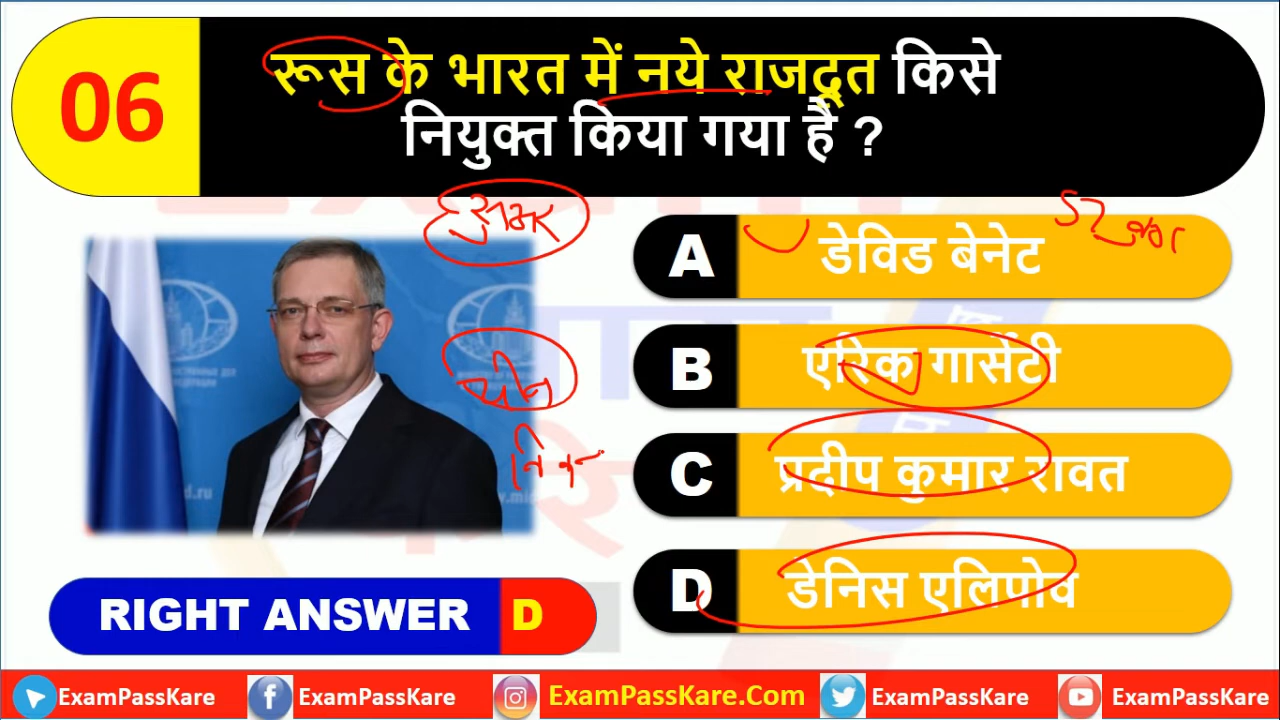 06
रूस के भारत में नये राजदूत किसे
नियुक्त किया गया है ?
A
डेविड बेनेट
B
एरिक गार्सेटी
C
प्रदीप कुमार रावत
D
डेनिस एलिपोव
RIGHT ANSWER D
ExamPassKare
ExamPassKare
ExamPassKare.Com
ExamPassKare
ExamPassKare